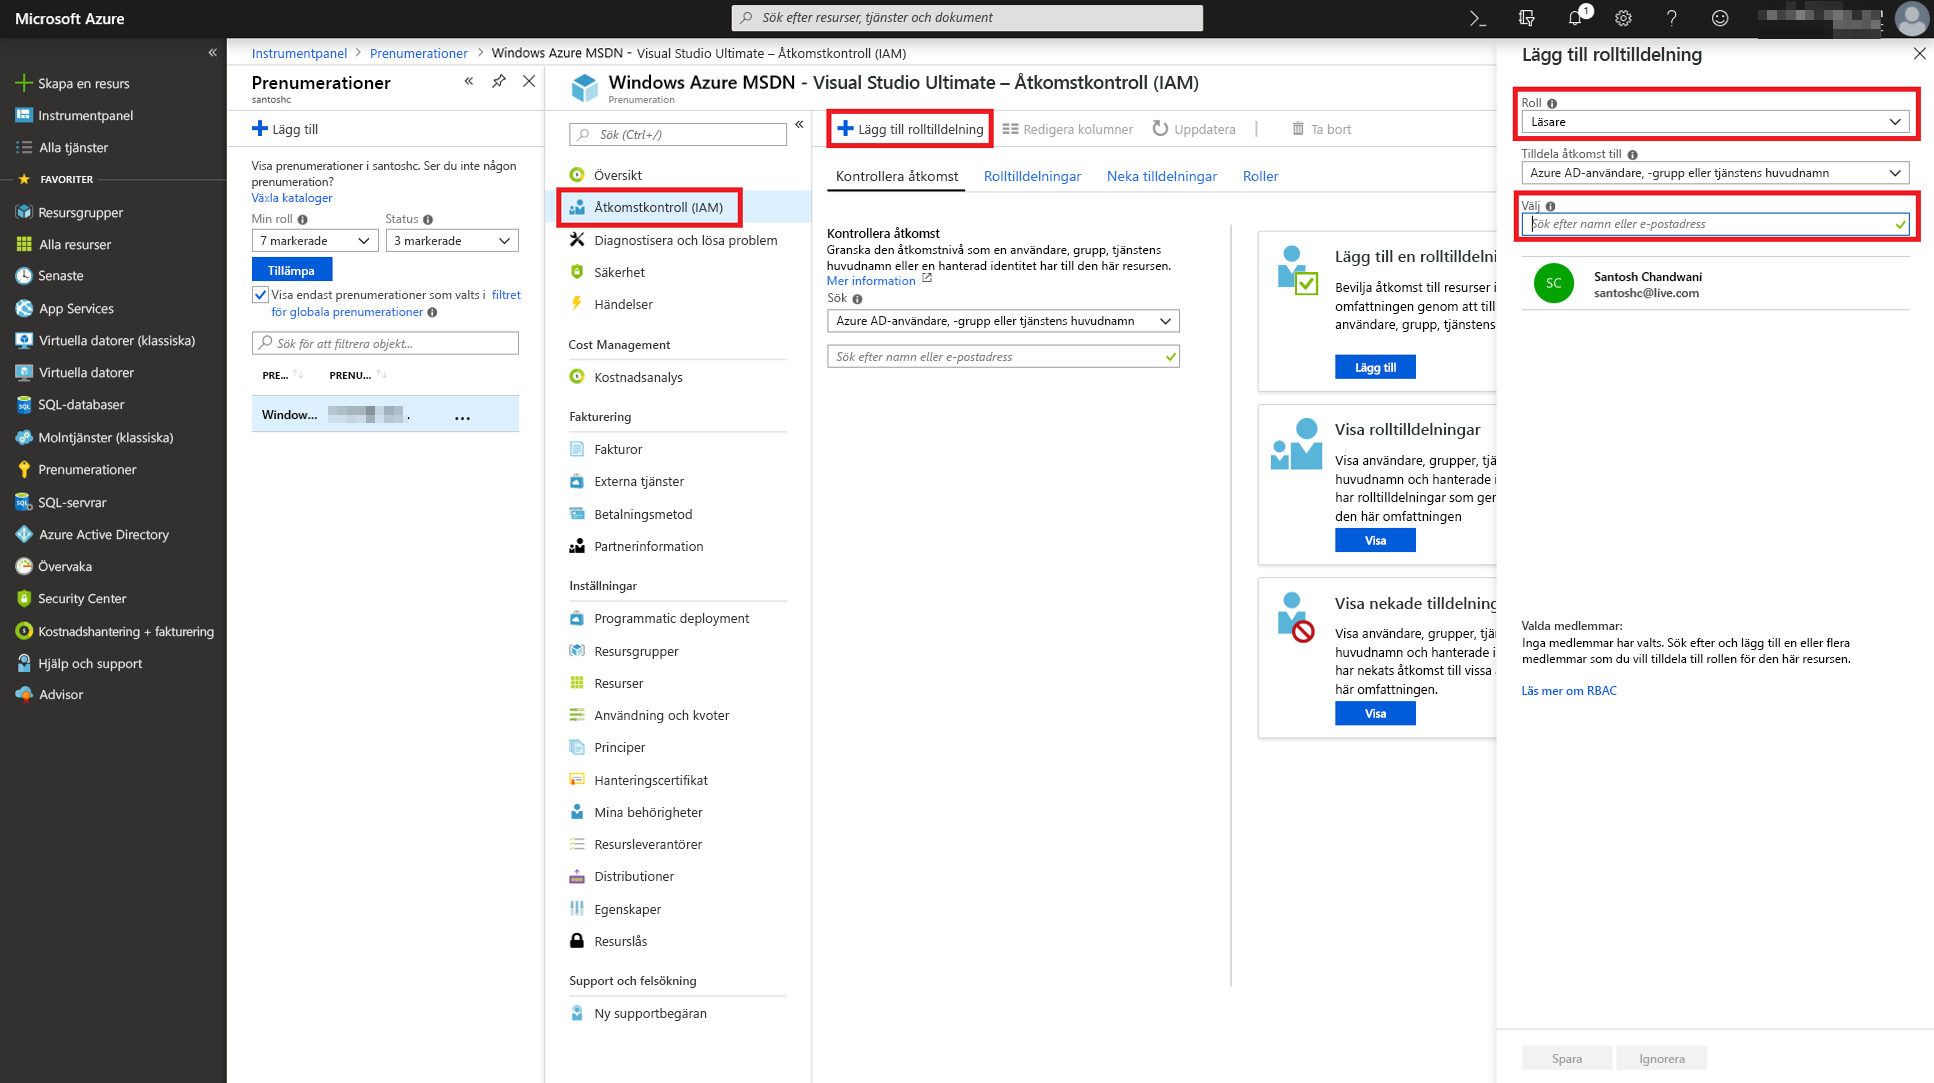 Microsoft Azure
Sök efter resurser, tjänster och dokument
1
Skapa en resurs
Instrumentpanel
Alla tjänster
FAVORITER
Resursgrupper
Alla resurser
Senaste
App Services
Virtuella datorer (klassiska)
Virtuella datorer
SQL-databaser
Molntjänster (klassiska)
Prenumerationer
SQL-servrar
Azure Active Directory
Övervaka
Security Center
Kostnadshantering + fakturering
Hjälp och support
Advisor
Instrumentpanel > Prenumerationer > Windows Azure MSDN - Visual Studio Ultimate – Åtkomstkontroll (IAM)
Prenumerationer
santoshc
Lägg till
Visa prenumerationer i santoshc. Ser du inte någon
prenumeration?
Växla kataloger
Min roll
Status
7 markerade
3 markerade
Tillämpa
Visa endast prenumerationer som valts i filtret
för globala prenumerationer
Sök för att filtrera objekt...
PRE...
PRENU...
Window...
...
Windows Azure MSDN - Visual Studio Ultimate – Åtkomstkontroll (IAM)
Prenumeration
Sök (Ctrl+/)
Översikt
Åtkomstkontroll (IAM)
Diagnostisera och lösa problem
Säkerhet
Händelser
Cost Management
Kostnadsanalys
Fakturering
Fakturor
Externa tjänster
Betalningsmetod
Partnerinformation
Inställningar
Programmatic deployment
Resursgrupper
Resurser
Användning och kvoter
Principer
Hanteringscertifikat
Mina behörigheter
Resursleverantörer
Distributioner
Egenskaper
Resurslås
Support och felsökning
Ny supportbegäran
Lägg till rolltilldelning
Redigera kolumner
Uppdatera
Ta bort
Kontrollera åtkomst
Rolltilldelningar
Neka tilldelningar
Roller
Kontrollera åtkomst
Granska den åtkomstnivå som en användare, grupp, tjänstens
huvudnamn eller en hanterad identitet har till den här resursen.
Mer information
Sök
Azure AD-användare, -grupp eller tjänstens huvudnamn
Sök efter namn eller e-postadress
Lägg till en rolltilldelni
Bevilja åtkomst till resurser i
omfattningen genom att till
användare, grupp, tjänstens
Lägg till
Visa rolltilldelningar
Visa användare, grupper, tjä
huvudnamn och hanterade i
har rolltilldelningar som ger
den här omfattningen
Visa
Visa nekade tilldelning
Visa användare, grupper, tjä
huvudnamn och hanterade i
har nekats åtkomst till vissa
här omfattningen.
Visa
Lägg till rolltilldelning
Roll
Läsare
Tilldela åtkomst till
Azure AD-användare, -grupp eller tjänstens huvudnamn
Välj
Sök efter namn eller e-postadress
SC
Santosh Chandwani
santoshc@live.com
Valda medlemmar:
Inga medlemmar har valts. Sök efter och lägg till en eller flera
medlemmar som du vill tilldela till rollen för den här resursen.
Läs mer om RBAC
Spara
Ignorera